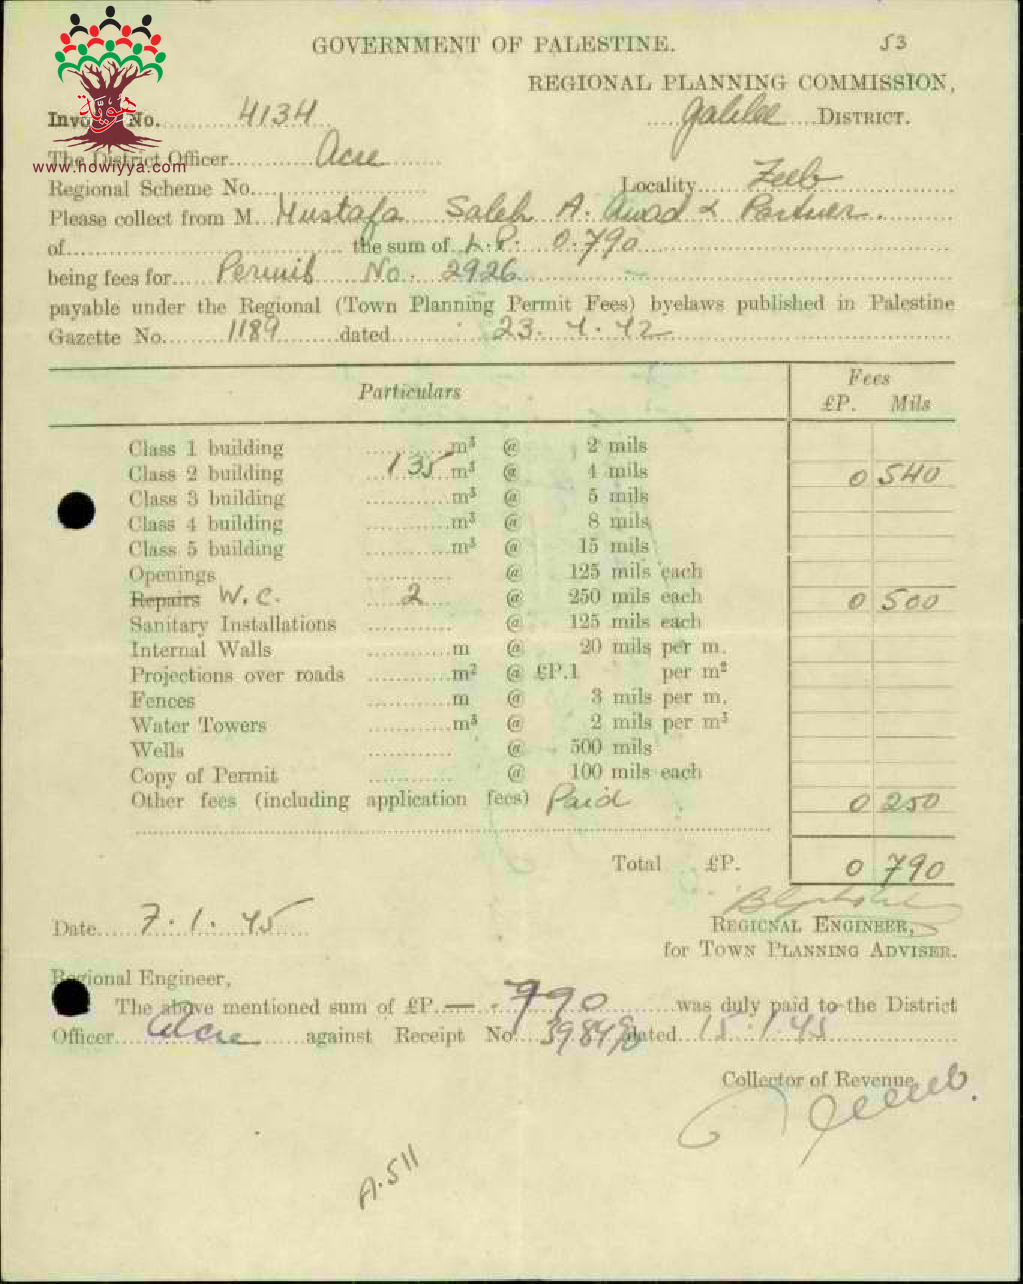 GOVERNMENT OF PALESTINE. 53
REGIONAL PLANNING COMMISSION,
Invoice No. 4134 Galilee DISTRICT.
هويّة
www.howiyya.com
The District Officer Acre
Regional Scheme No. Locality Zeeb
Please collect from M. Mustafa Saleh A. Awad & Partner.
of the sum of L.P. 0.790
being fees for Permit No. 2926
payable under the Regional (Town Planning Permit Fees) byelaws published in Palestine
Gazette No. 1189 dated 23.4.42
Particulars Fees
£P. Mils
Class 1 building m³ @ 2 mils
Class 2 building 135 m³ @ 4 mils 0 540
Class 3 building m³ @ 5 mils
Class 4 building m³ @ 8 mils
Class 5 building m³ @ 15 mils
Openings @ 125 mils each
Repairs W.C. 2 @ 250 mils each 0 500
Sanitary Installations @ 125 mils each
Internal Walls m @ 20 mils per m.
Projections over roads m² @ £P.1 per m²
Fences m @ 3 mils per m.
Water Towers m³ @ 2 mils per m³
Wells @ 500 mils
Copy of Permit @ 100 mils each
Other fees (including application fees) Paid 0 250
Total £P. 0 790
Date 7.1.45 REGIONAL ENGINEER,
for TOWN PLANNING ADVISER.
Regional Engineer,
The above mentioned sum of £P. — . 790 was duly paid to the District
Officer Acre against Receipt No. dated 15.1.45
Collector of Revenue
A.511